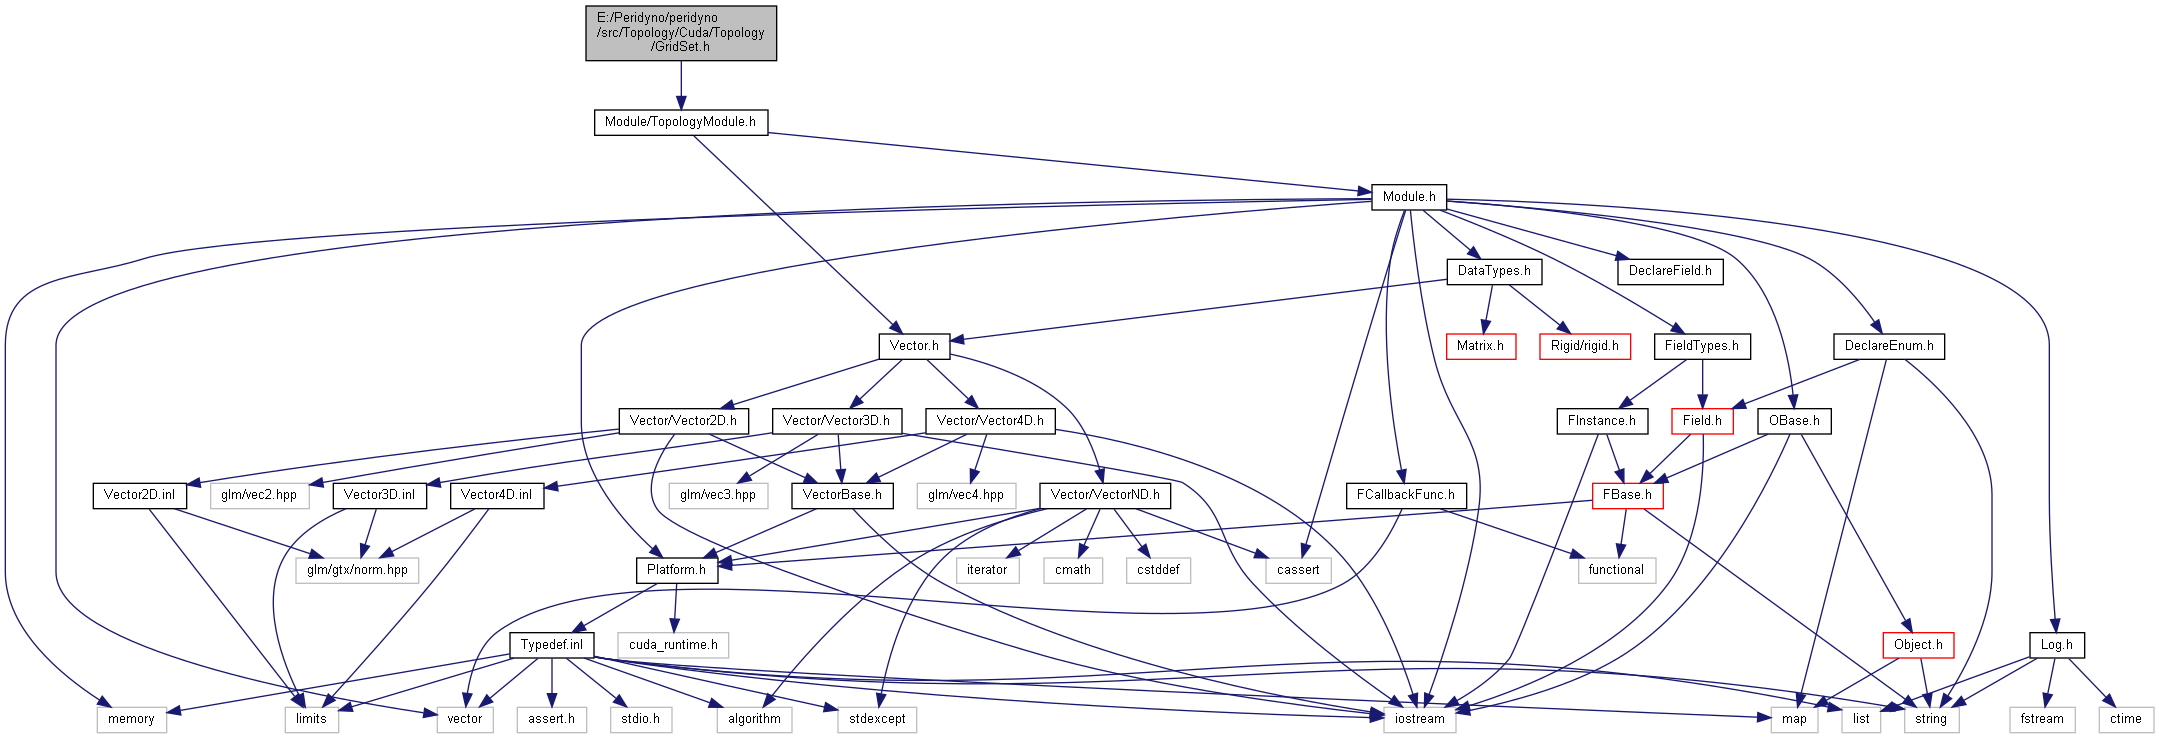 E:/Peridyno/peridyno
/src/Topology/Cuda/Topology
/GridSet.h
Module/TopologyModule.h
Module.h
DataTypes.h
DeclareField.h
Vector.h
Matrix.h
Rigid/rigid.h
FieldTypes.h
DeclareEnum.h
Vector/Vector2D.h
Vector/Vector3D.h
Vector/Vector4D.h
FInstance.h
Field.h
OBase.h
Vector2D.inl
glm/vec2.hpp
Vector3D.inl
Vector4D.inl
glm/vec3.hpp
VectorBase.h
glm/vec4.hpp
Vector/VectorND.h
FCallbackFunc.h
FBase.h
glm/gtx/norm.hpp
Platform.h
iterator
cmath
cstddef
cassert
functional
Typedef.inl
cuda_runtime.h
Object.h
Log.h
memory
limits
vector
assert.h
stdio.h
algorithm
stdexcept
iostream
map
list
string
fstream
ctime